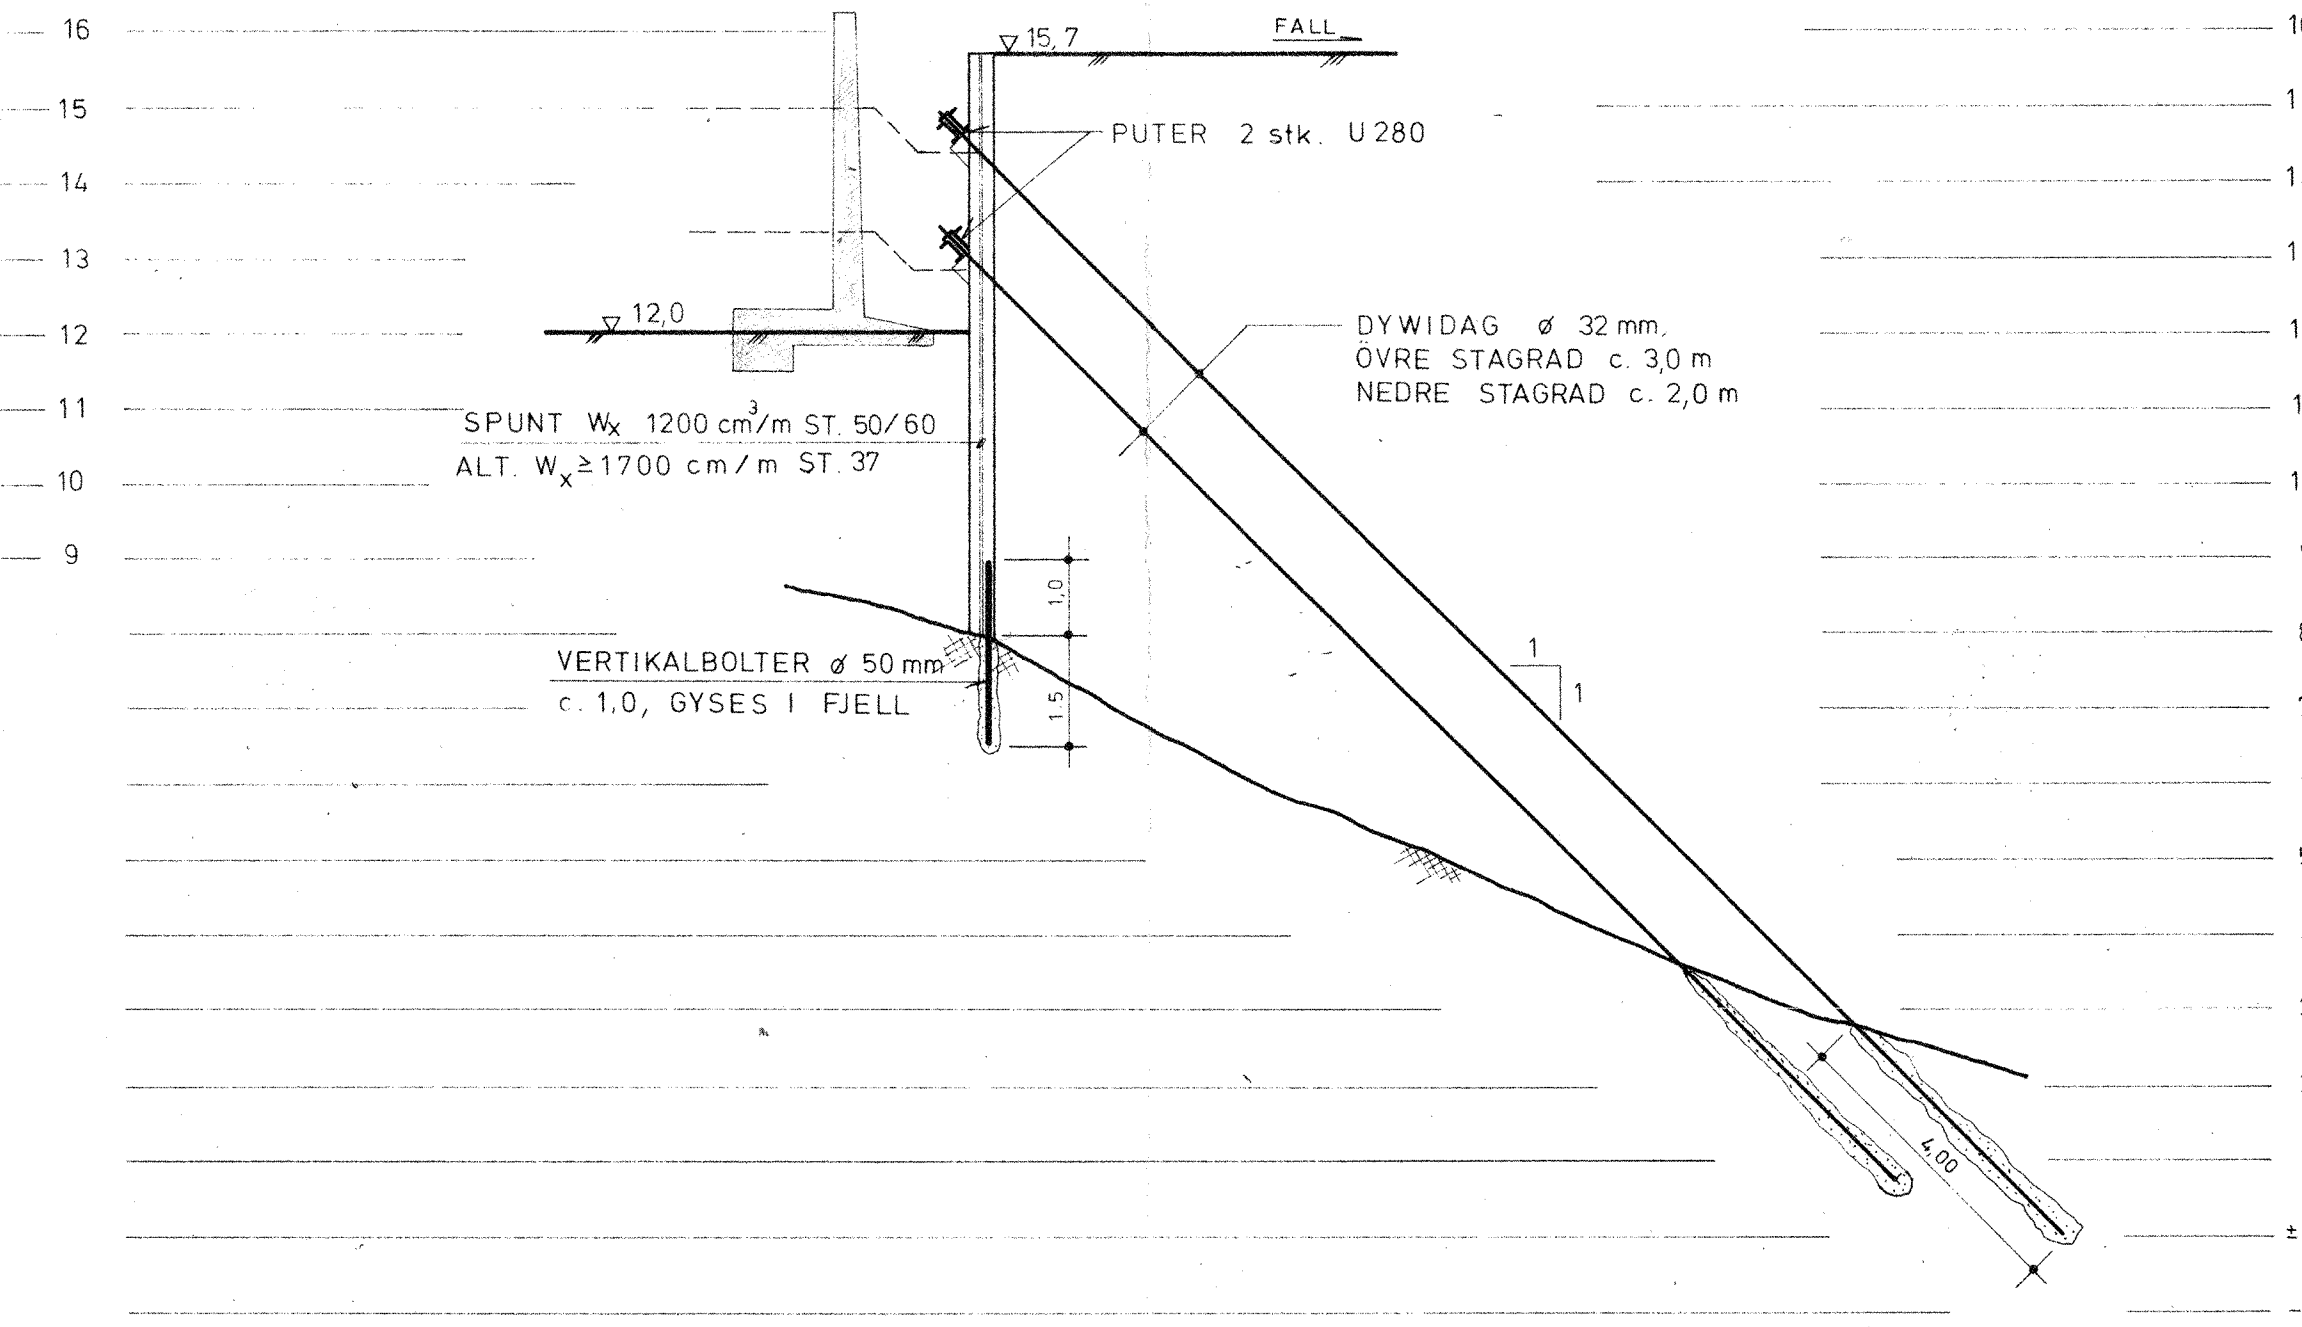 16
15
14
13
12
11
10
9
15,7
FALL
PUTER 2 stk. U 280
12,0
DYWIDAG ø 32 mm,
ÖVRE STAGRAD c. 3,0 m
NEDRE STAGRAD c. 2,0 m
SPUNT Wx 1200 cm³/m ST. 50/60
ALT. Wx ≥ 1700 cm/m ST. 37
1,0
1
1
VERTIKALBOLTER ø 50 mm
c. 1,0, GYSES I FJELL
1.5
4,00
±